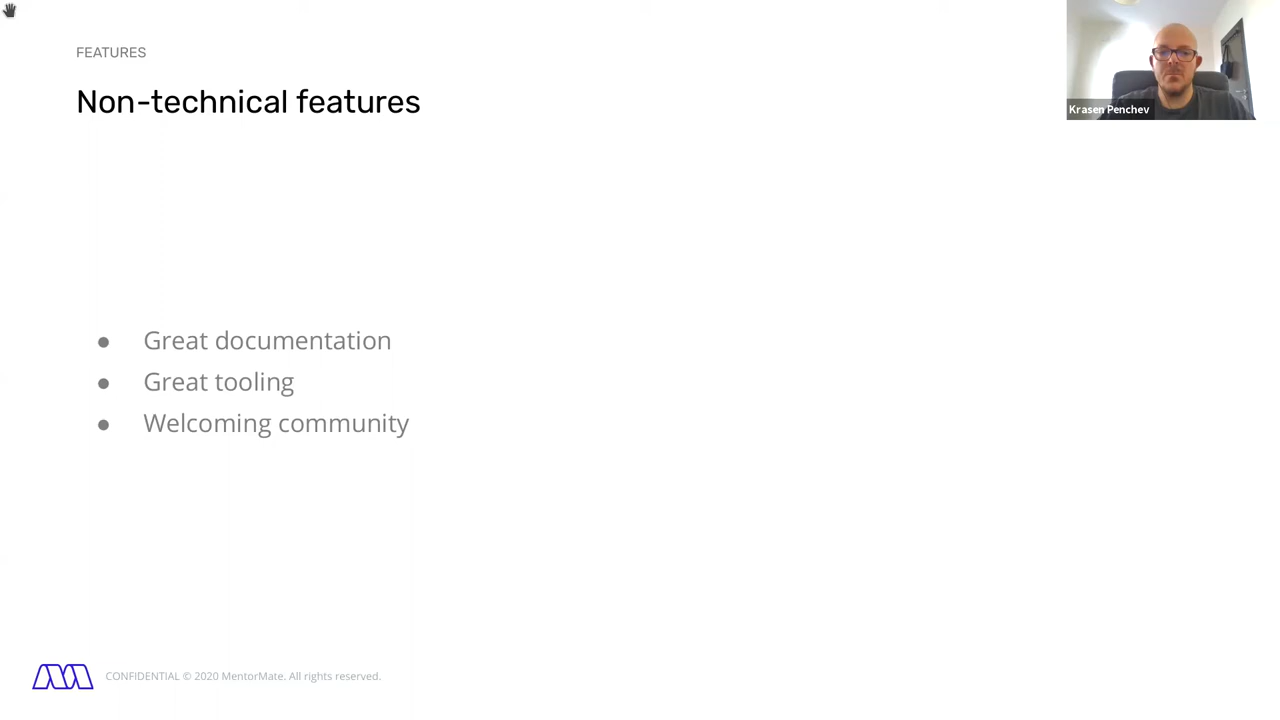 FEATURES
Non-technical features
Krasen Penchev
● Great documentation
● Great tooling
● Welcoming community
CONFIDENTIAL © 2020 MentorMate. All rights reserved.